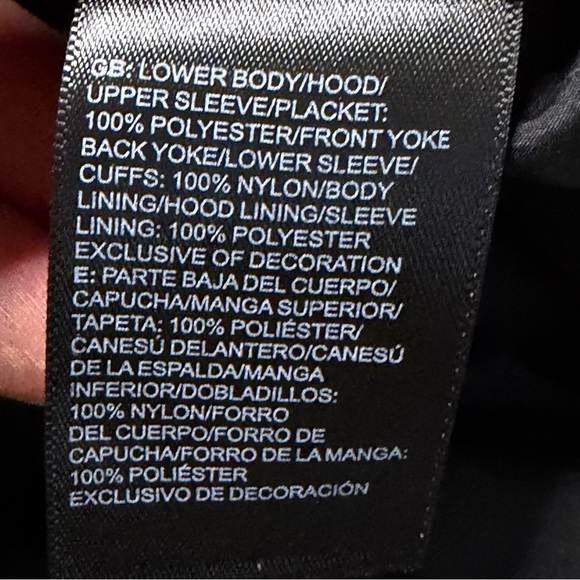 GB: LOWER BODY/HOOD/
UPPER SLEEVE/PLACKET:
100% POLYESTER/FRONT YOKE
BACK YOKE/LOWER SLEEVE/
CUFFS: 100% NYLON/BODY
LINING/HOOD LINING/SLEEVE
LINING: 100% POLYESTER
EXCLUSIVE OF DECORATION
E: PARTE BAJA DEL CUERPO/
CAPUCHA/MANGA SUPERIOR/
TAPETA: 100% POLIÉSTER/
CANESÚ DELANTERO/CANESÚ
DE LA ESPALDA/MANGA
INFERIOR/DOBLADILLOS:
100% NYLON/FORRO
DEL CUERPO/FORRO DE
CAPUCHA/FORRO DE LA MANGA:
100% POLIÉSTER
EXCLUSIVO DE DECORACIÓN